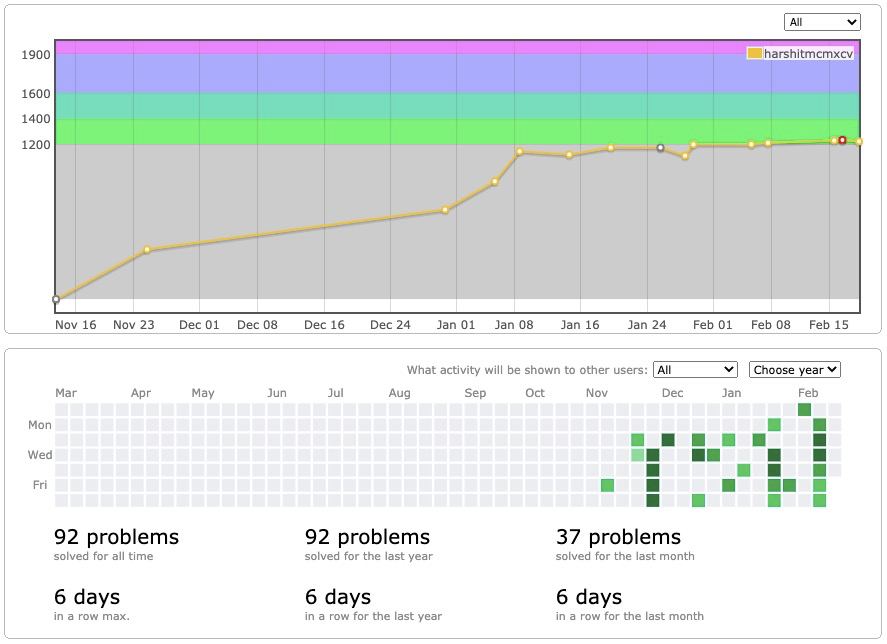 All
harshitmcmxcv
1900
1600
1400
1200
Nov 16 Nov 23 Dec 01 Dec 08 Dec 16 Dec 24 Jan 01 Jan 08 Jan 16 Jan 24 Feb 01 Feb 08 Feb 15
What activity will be shown to other users: All Choose year
Mar Apr May Jun Jul Aug Sep Oct Nov Dec Jan Feb
Mon
Wed
Fri
92 problems 92 problems 37 problems
solved for all time solved for the last year solved for the last month
6 days 6 days 6 days
in a row max. in a row for the last year in a row for the last month